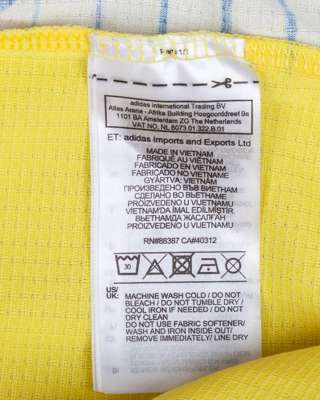 adidas International Trading BV
Atlas Arena - Afrika Building Hoogoorddreef 9a
1101 BA Amsterdam ZO The Netherlands
VAT NO. NL 8073 01.322.B.01
ET: adidas Imports and Exports Ltd
MADE IN VIETNAM
FABRIQUÉ AU VIETNAM
FABRICADO EN VIETNAM
FABRICADO NO VIETNAME
GYÁRTVA: VIETNÁM
ПРОИЗВЕДЕНО ВЪВ ВИЕТНАМ
СДЕЛАНО ВО ВЬЕТНАМЕ
PROIZVEDENO U VIJETNAMU
VIETNAM'DA İMAL EDİLMİŞTİR.
ВЬЕТНАМДА ЖАСАЛҒАН
PROIZVEDENO U VIJETNAMU
RN#88387 CA#40312
30
US/
UK:
MACHINE WASH COLD / DO NOT
BLEACH / DO NOT TUMBLE DRY /
COOL IRON IF NEEDED / DO NOT
DRY CLEAN
DO NOT USE FABRIC SOFTENER/
WASH AND IRON INSIDE OUT/
REMOVE IMMEDIATELY/ LINE DRY